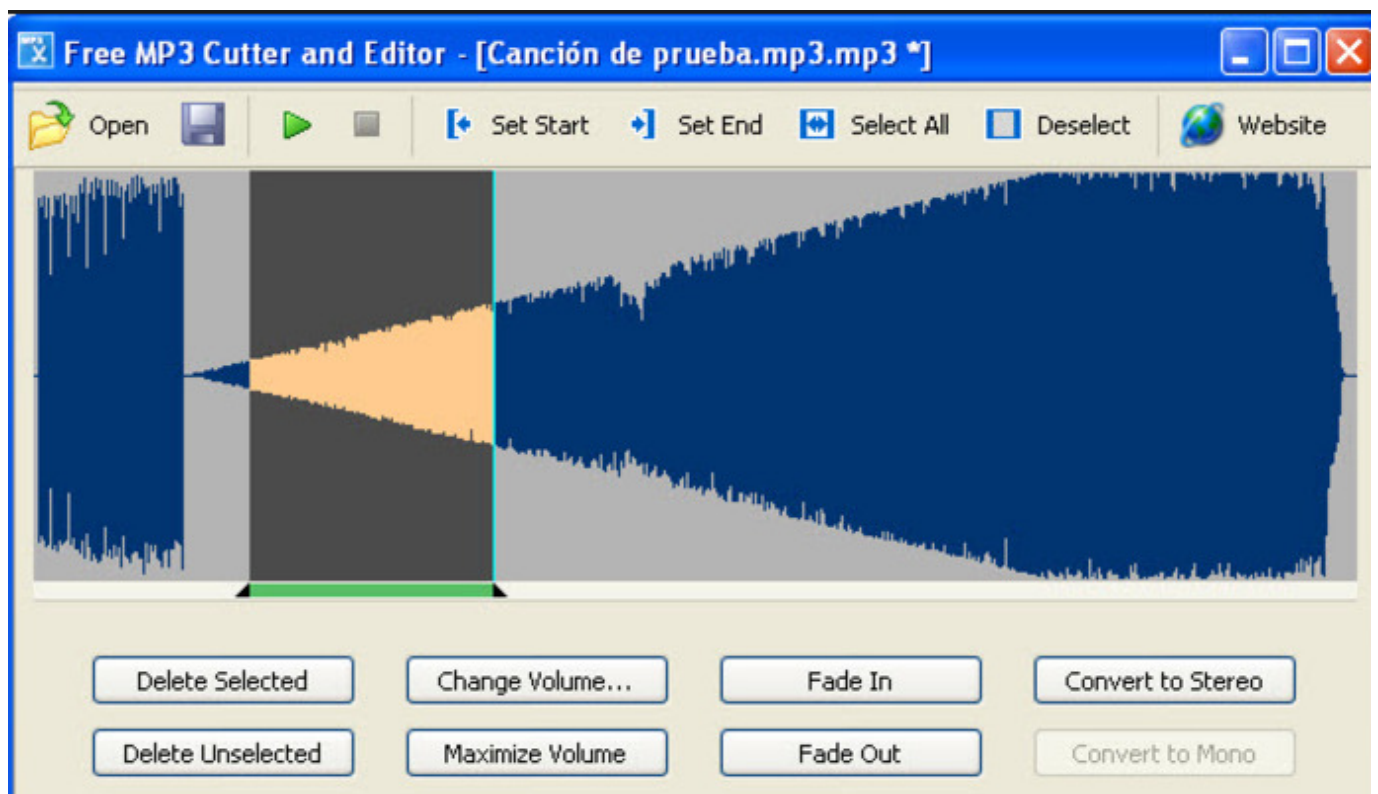 Free MP3 Cutter and Editor - [Canción de prueba.mp3.mp3 *]
Open Set Start Set End Select All Deselect Website
Delete Selected Change Volume... Fade In Convert to Stereo
Delete Unselected Maximize Volume Fade Out Convert to Mono